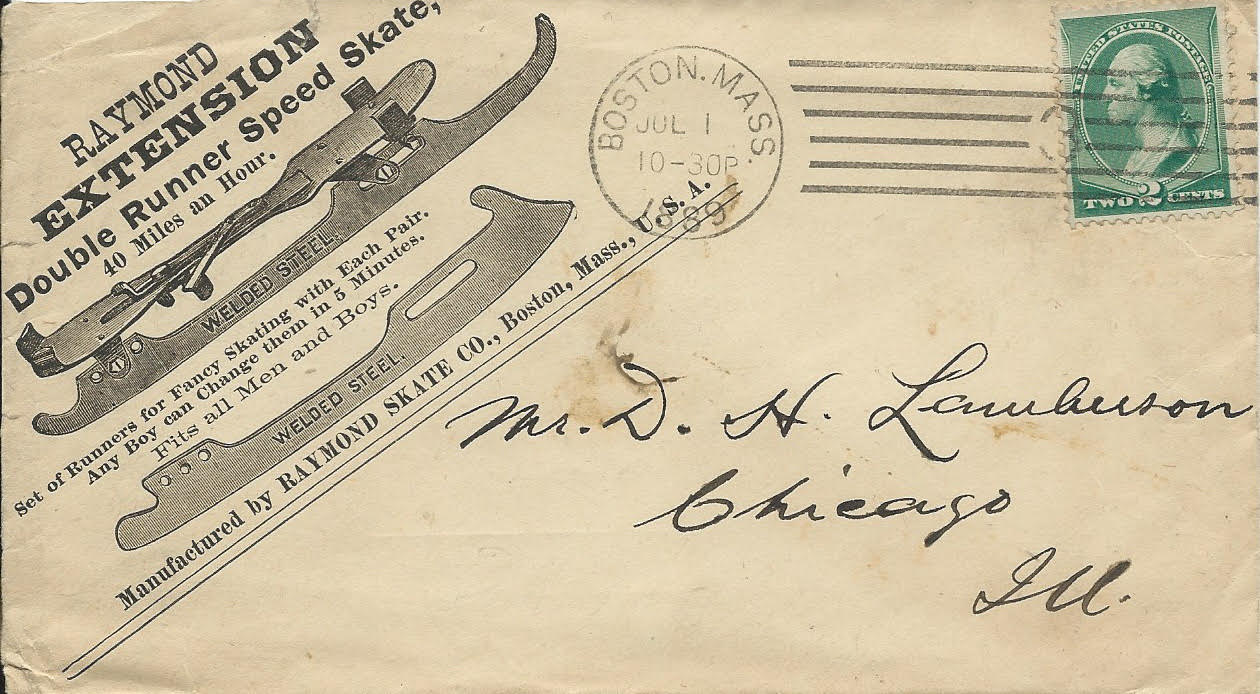 RAYMOND
EXTENSION
Double Runner Speed Skate,
40 Miles an Hour.
WELDED STEEL.
Set of Runners for Fancy Skating with Each Pair.
Any Boy can Change them in 5 Minutes.
Fits all Men and Boys.
WELDED STEEL.
Manufactured by RAYMOND SKATE CO., Boston, Mass., U.S.A.
BOSTON. MASS.
JUL 1
10-30P
1889
UNITED STATES POSTAGE
TWO 2 CENTS
Mr. D. H. Lamberson
Chicago
Ill.